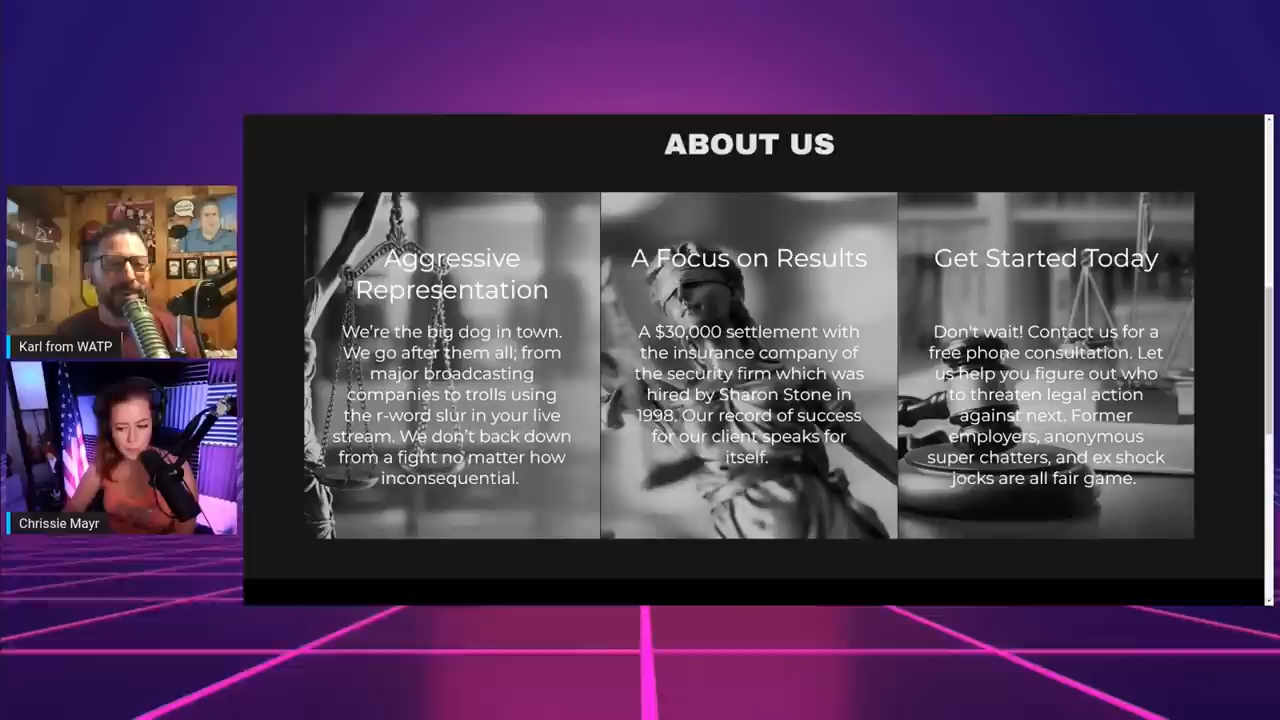 ABOUT US
Aggressive
Representation
We're the big dog in town.
We go after them all; from
major broadcasting
companies to trolls using
the r-word slur in your live
stream. We don't back down
from a fight no matter how
inconsequential.
A Focus on Results
A $30,000 settlement with
the insurance company of
the security firm which was
hired by Sharon Stone in
1998. Our record of success
for our client speaks for
itself.
Get Started Today
Don't wait! Contact us for a
free phone consultation. Let
us help you figure out who
to threaten legal action
against next. Former
employers, anonymous
super chatters, and ex shock
jocks are all fair game.
Karl from WATP
Chrissie Mayr